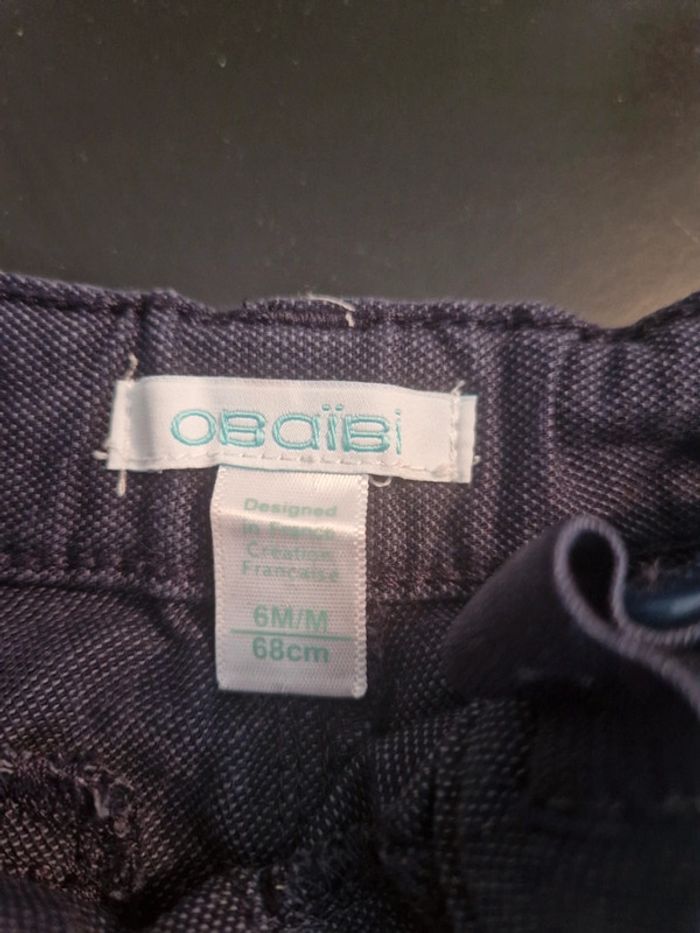 OBaïBi
Designed
in France
Création
Française
6M/M
68cm